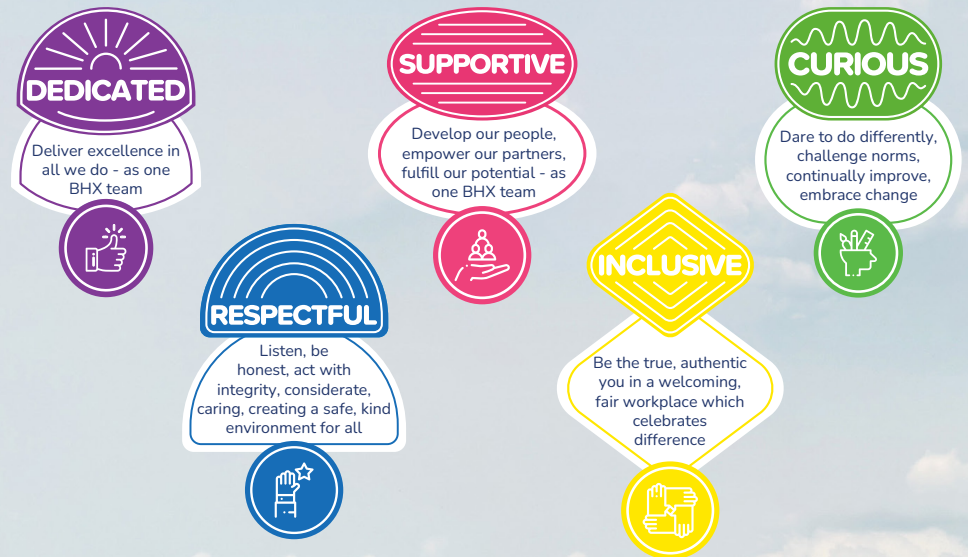 DEDICATED
Deliver excellence in
all we do - as one
BHX team
RESPECTFUL
Listen, be
honest, act with
integrity, considerate,
caring, creating a safe, kind
environment for all
SUPPORTIVE
Develop our people,
empower our partners,
fulfill our potential - as
one BHX team
INCLUSIVE
Be the true, authentic
you in a welcoming,
fair workplace which
celebrates
difference
CURIOUS
Dare to do differently,
challenge norms,
continually improve,
embrace change